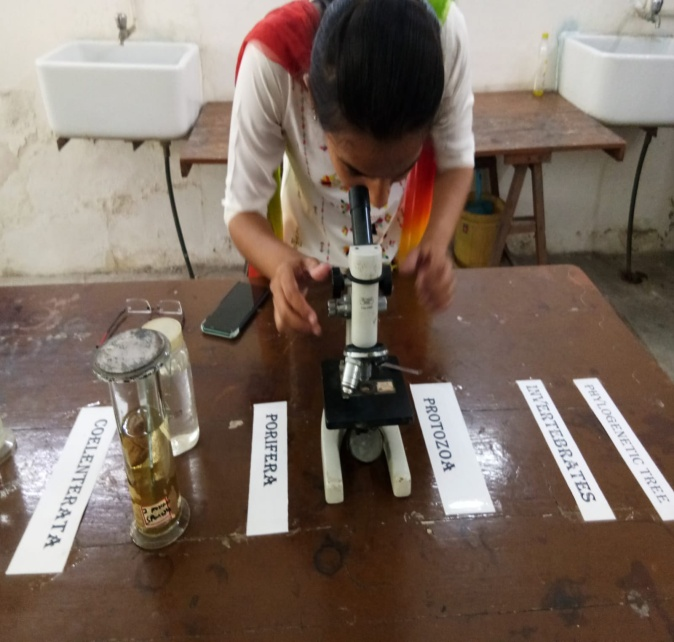 COELENTERATA
PORIFERA
PROTOZOA
INVERTEBRATES
PHYLOGENETIC TREE